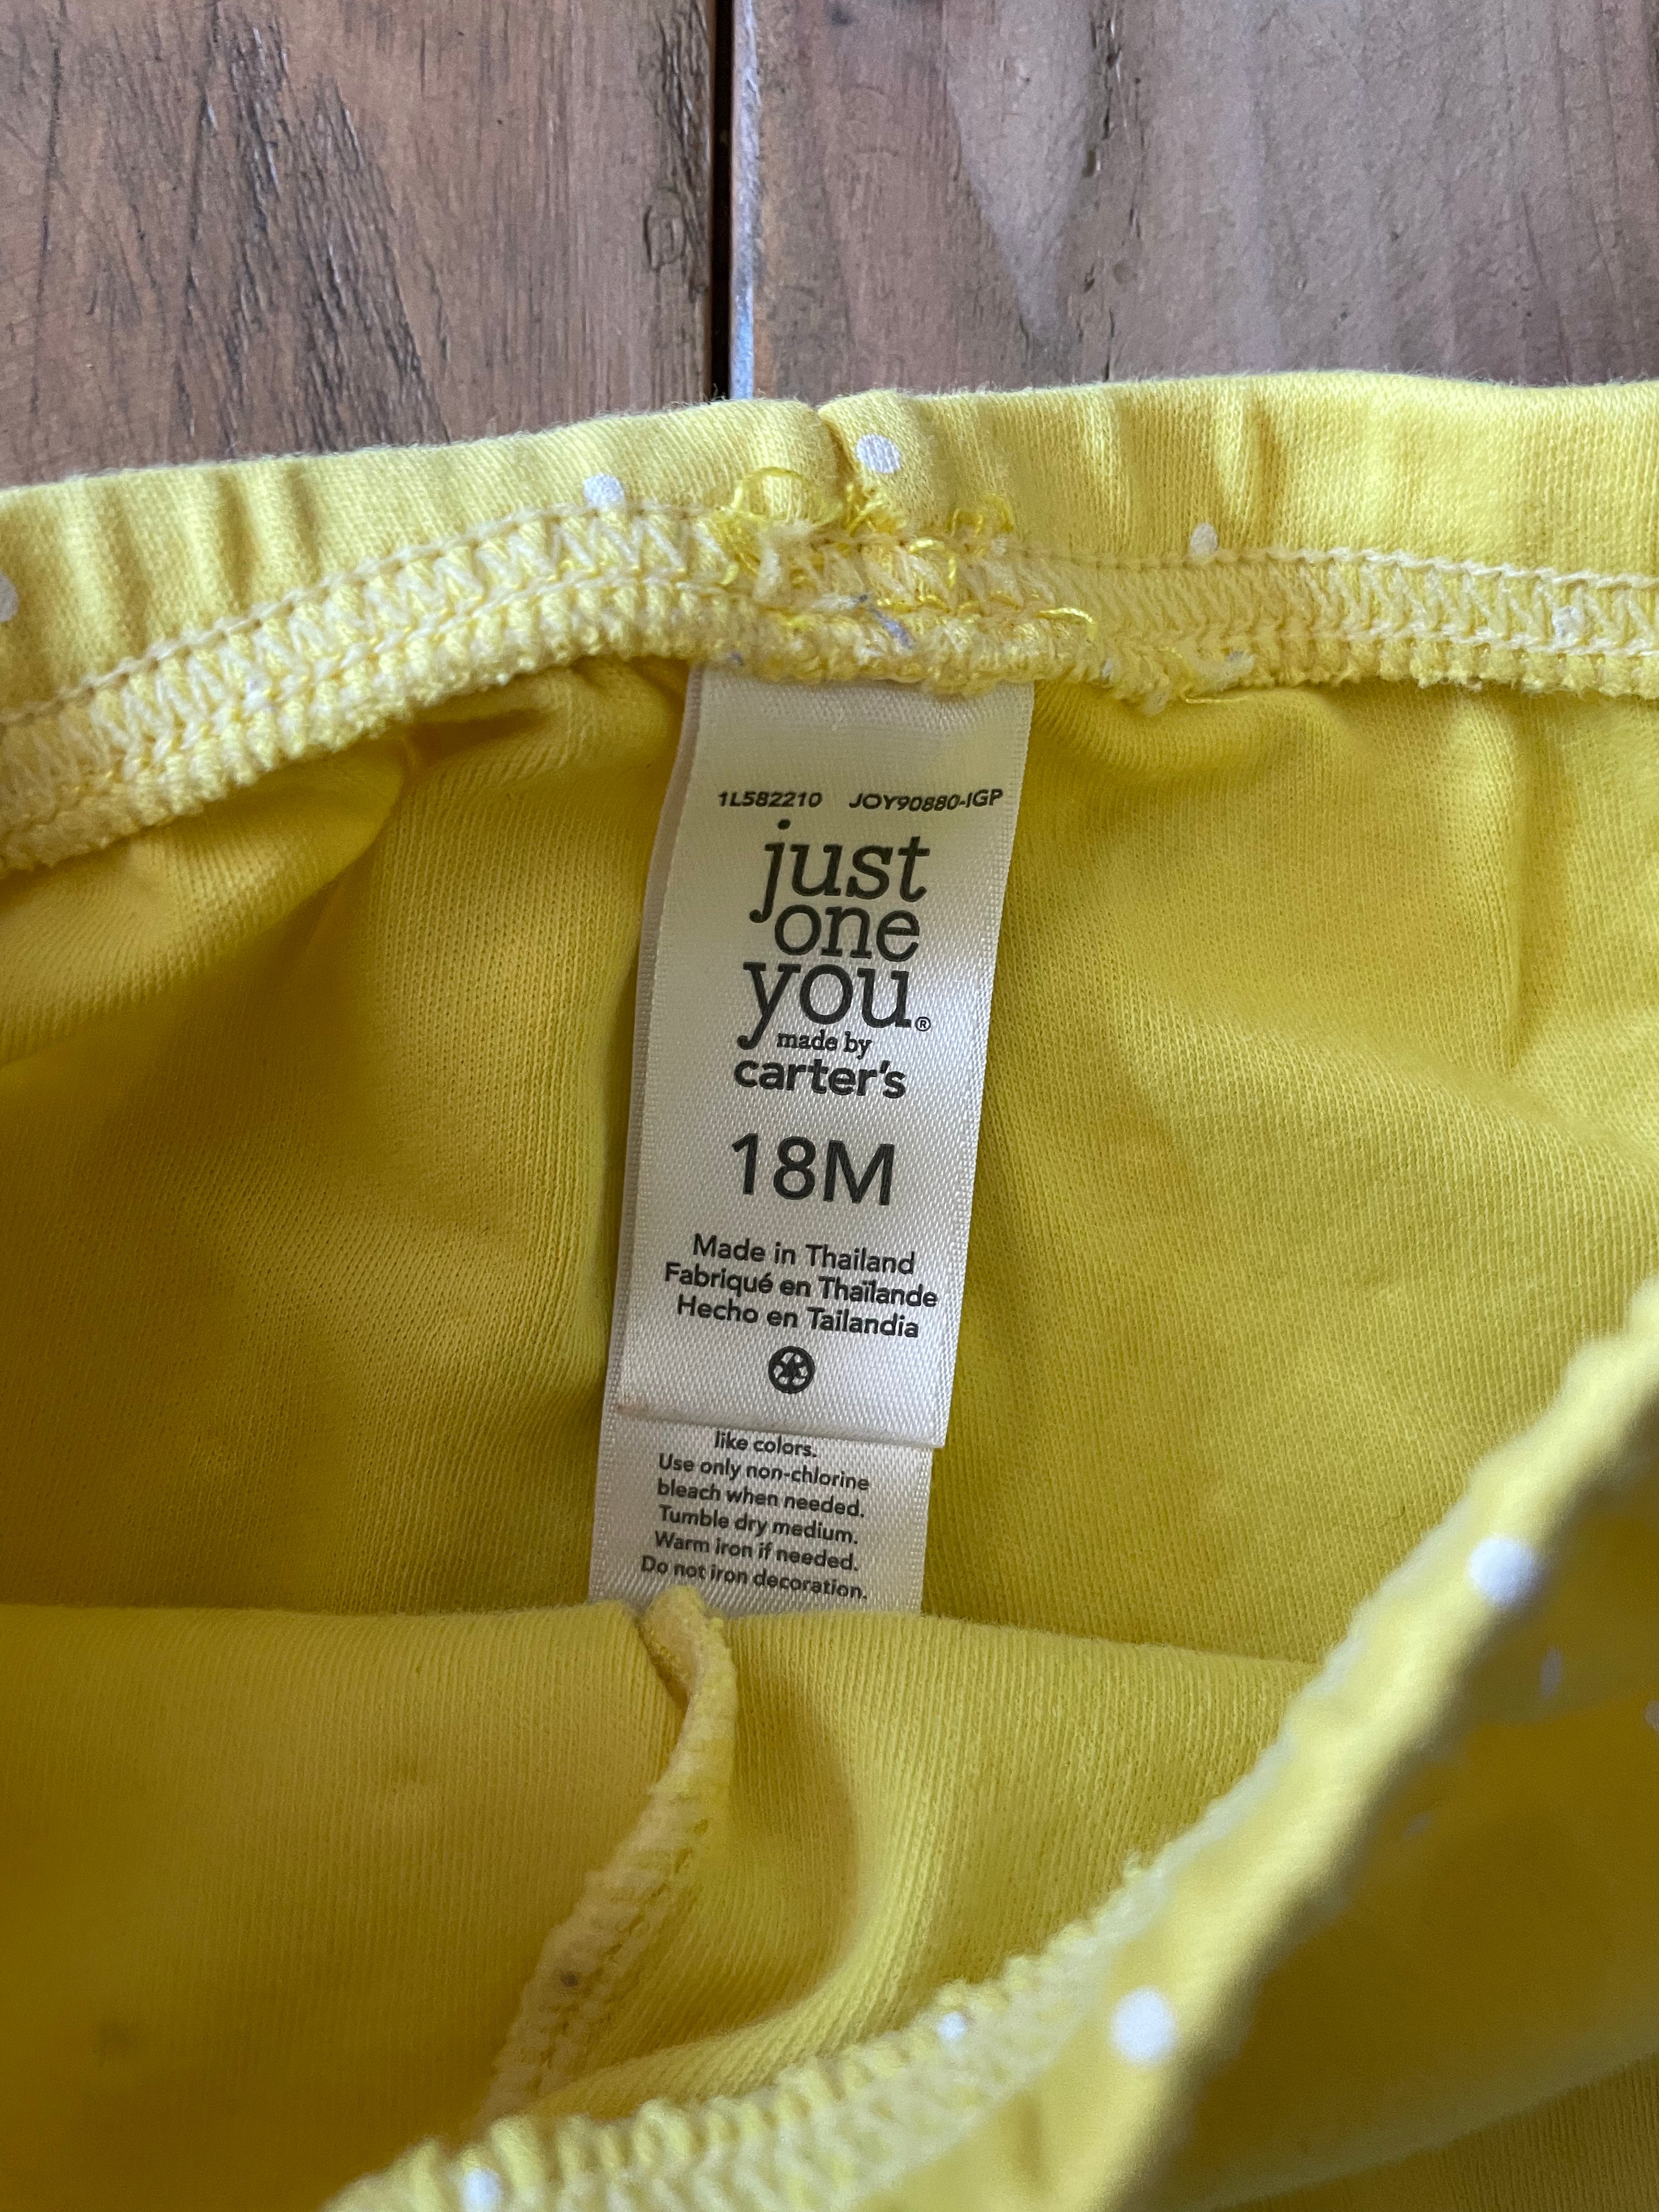 1L582210 JOY90880-IGP
just
one
you®
made by
carter's
18M
Made in Thailand
Fabriqué en Thaïlande
Hecho en Tailandia
like colors.
Use only non-chlorine
bleach when needed.
Tumble dry medium.
Warm iron if needed.
Do not iron decoration.